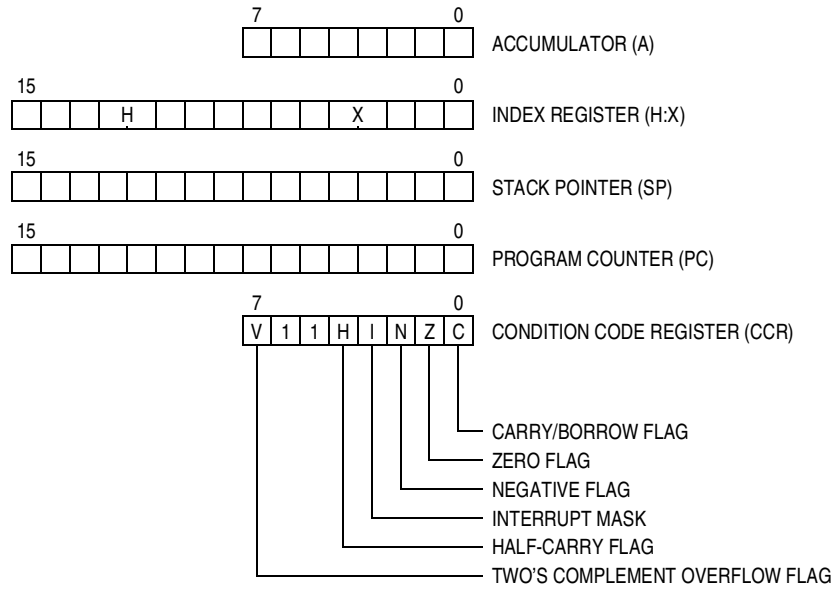 7 0
ACCUMULATOR (A)
15 0
H X INDEX REGISTER (H:X)
15 0
STACK POINTER (SP)
15 0
PROGRAM COUNTER (PC)
7 0
V 1 1 H I N Z C CONDITION CODE REGISTER (CCR)
CARRY/BORROW FLAG
ZERO FLAG
NEGATIVE FLAG
INTERRUPT MASK
HALF-CARRY FLAG
TWO'S COMPLEMENT OVERFLOW FLAG